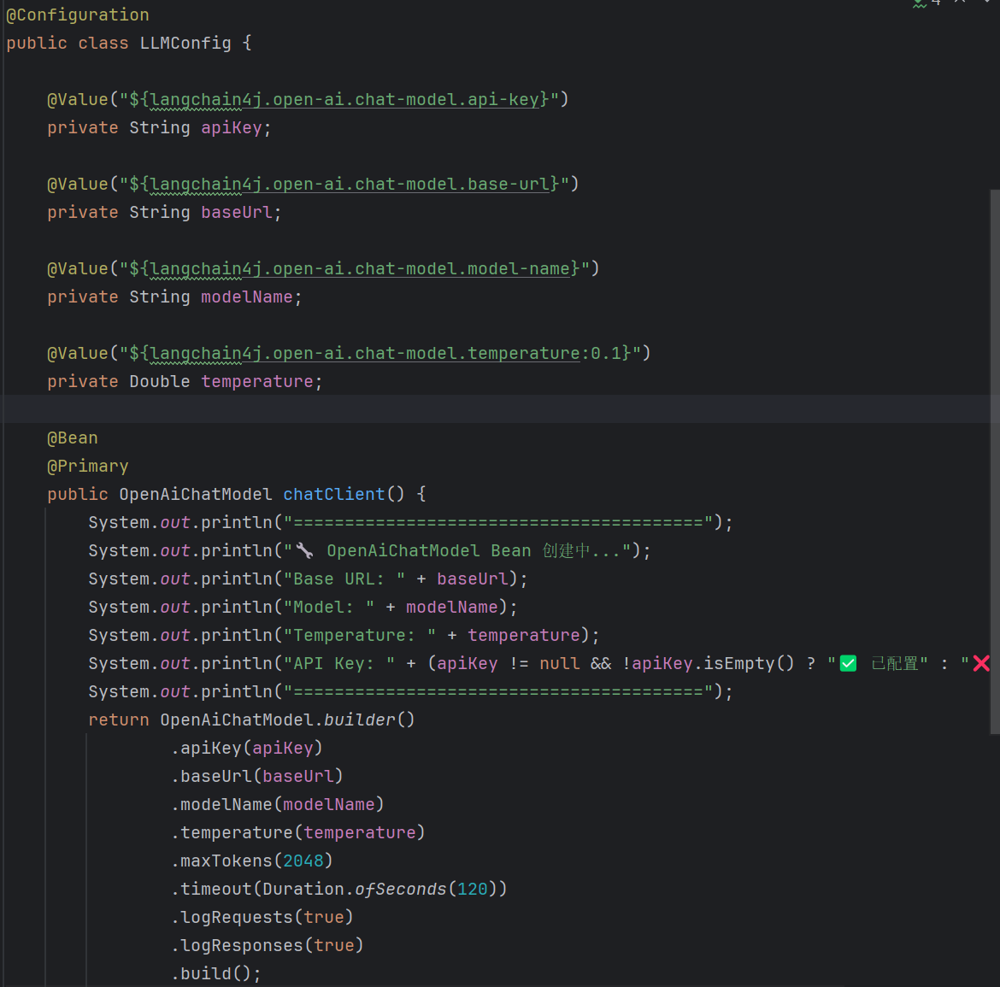 @Configuration
public class LLMConfig {
@Value("${langchain4j.open-ai.chat-model.api-key}")
private String apiKey;
@Value("${langchain4j.open-ai.chat-model.base-url}")
private String baseUrl;
@Value("${langchain4j.open-ai.chat-model.model-name}")
private String modelName;
@Value("${langchain4j.open-ai.chat-model.temperature:0.1}")
private Double temperature;
@Bean
@Primary
public OpenAiChatModel chatClient() {
System.out.println("========================================");
System.out.println("🔧 OpenAiChatModel Bean 创建中...");
System.out.println("Base URL: " + baseUrl);
System.out.println("Model: " + modelName);
System.out.println("Temperature: " + temperature);
System.out.println("API Key: " + (apiKey != null && !apiKey.isEmpty() ? "✅ 已配置" : "❌
System.out.println("========================================");
return OpenAiChatModel.builder()
.apiKey(apiKey)
.baseUrl(baseUrl)
.modelName(modelName)
.temperature(temperature)
.maxTokens(2048)
.timeout(Duration.ofSeconds(120))
.logRequests(true)
.logResponses(true)
.build();